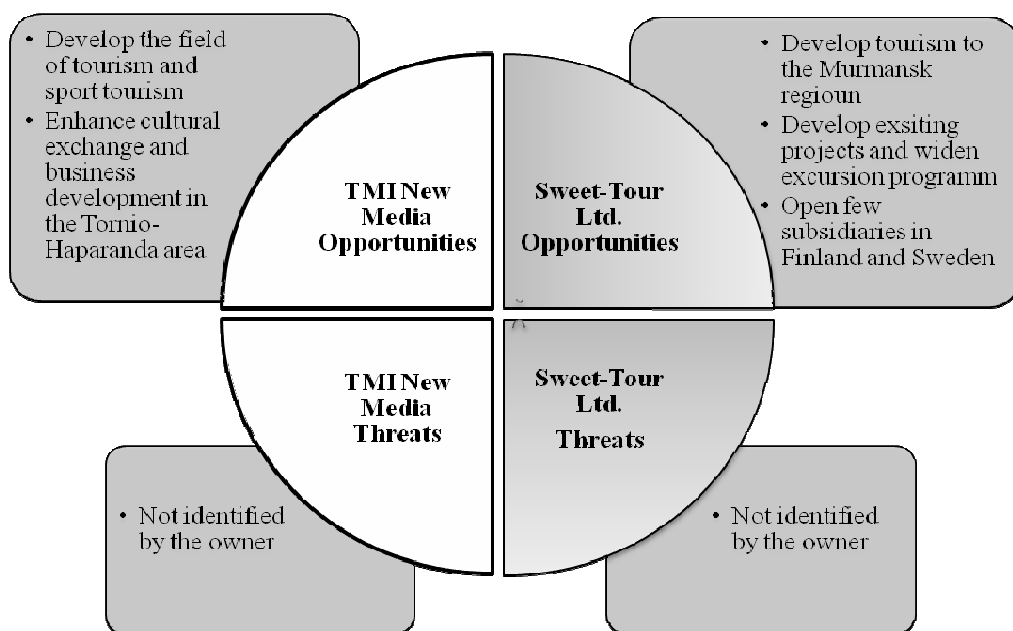 • Develop the field
of tourism and
sport tourism
• Enhance cultural
exchange and
business
development in
the Tornio-
Haparanda area
TMI New
Media
Opportunities
Sweet-Tour
Ltd.
Opportunities
• Develop tourism to
the Murmansk
regioun
• Develop exsiting
projects and widen
excursion programm
• Open few
subsidiaries in
Finland and Sweden
TMI New
Media
Threats
Sweet-Tour
Ltd.
Threats
• Not identified
by the owner
• Not identified
by the owner